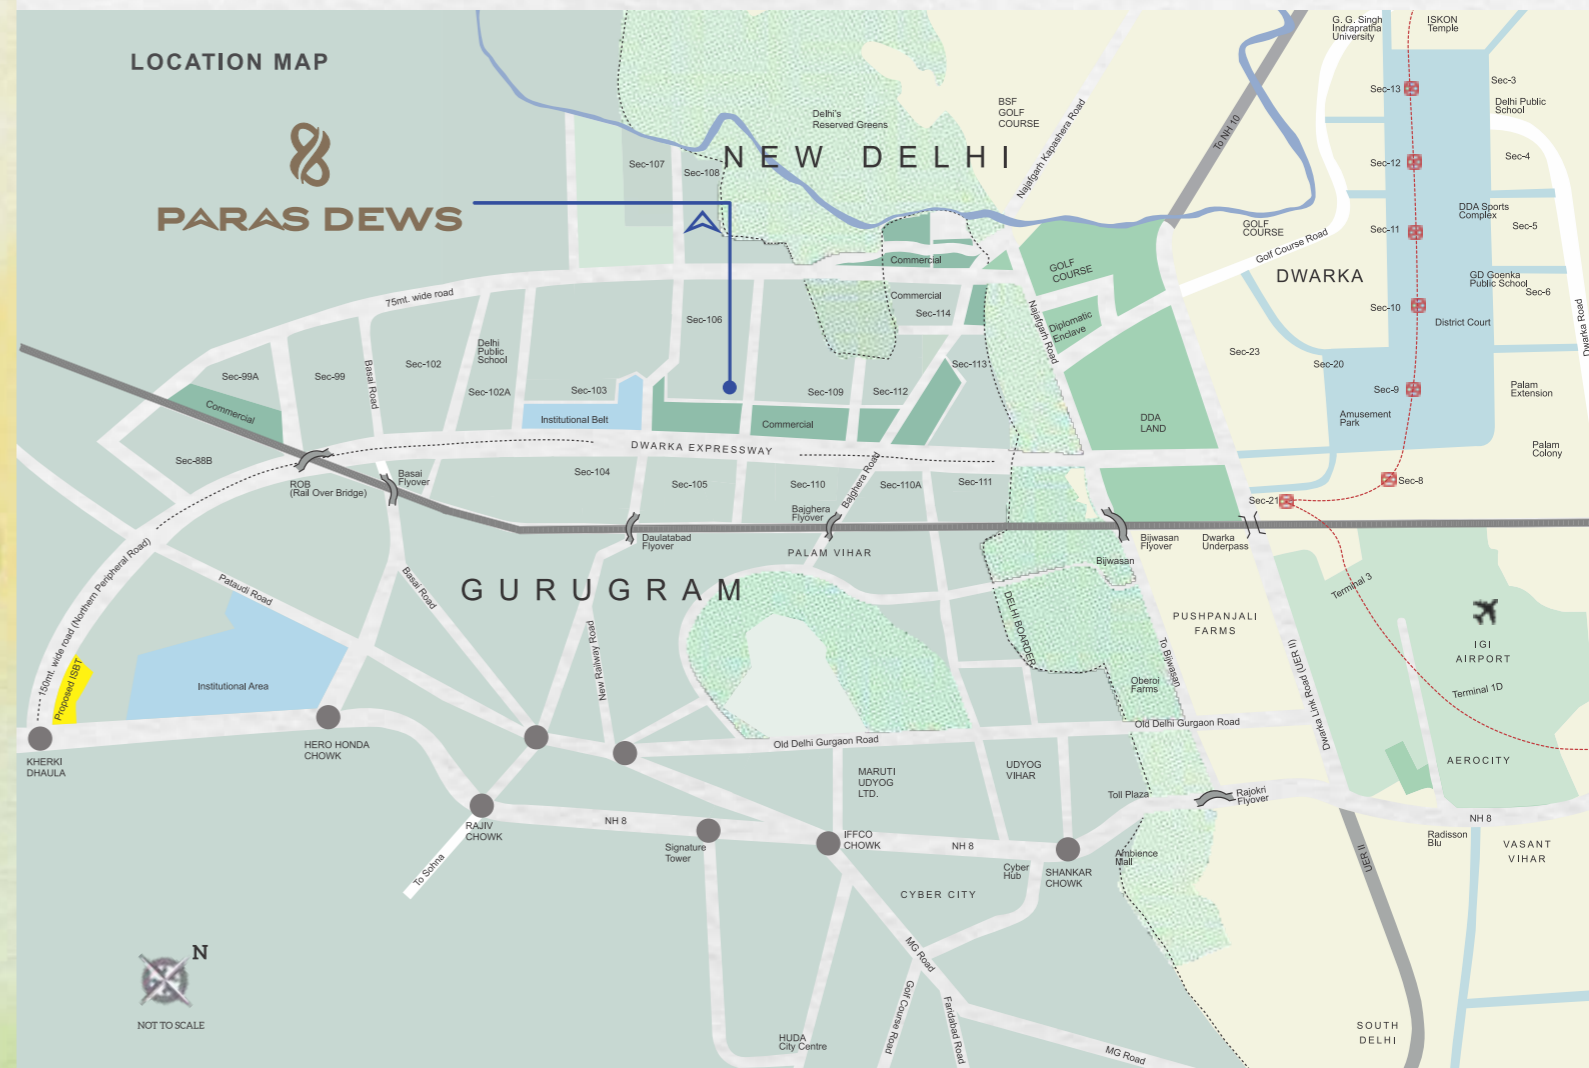 LOCATION MAP
PARAS DEWS
NEW DELHI
Delhi's
Reserved Greens
BSF
GOLF
COURSE
Najafgarh Kapashera Road
To NH 10
G. G. Singh
Indrapratha
University
ISKON
Temple
Sec-13
Sec-3
Delhi Public
School
Sec-12
Sec-4
DDA Sports
Complex
Sec-11
Sec-5
GOLF
COURSE
Golf Course Road
DWARKA
GD Goenka
Public School
Sec-6
Sec-10
District Court
Dwarka Road
Sec-23
Sec-20
Sec-9
Palam
Extension
Amusement
Park
Palam
Colony
Sec-8
Sec-21
Sec-107
Sec-108
Commercial
Commercial
Sec-114
GOLF
COURSE
Diplomatic
Enclave
Najafgarh Road
75mt. wide road
Sec-106
Delhi
Public
School
Sec-102
Sec-99A
Sec-99
Basai Road
Sec-102A
Sec-103
Sec-109
Sec-112
Sec-113
Commercial
Institutional Belt
Commercial
DDA
LAND
DWARKA EXPRESSWAY
Sec-88B
ROB
(Rail Over Bridge)
Basai
Flyover
Sec-104
Sec-105
Sec-110
Bajghera Road
Sec-110A
Sec-111
Bajghera
Flyover
Daulatabad
Flyover
PALAM VIHAR
Bijwasan
Flyover
Dwarka
Underpass
Bijwasan
Terminal 3
GURUGRAM
150mt. wide road (Northern Peripheral Road)
Pataudi Road
Basai Road
New Railway Road
DELHI BOARDER
To Bijwasan
PUSHPANJALI
FARMS
Dwarka Link Road (UER II)
IGI
AIRPORT
Terminal 1D
Proposed ISBT
Institutional Area
Oberoi
Farms
Old Delhi Gurgaon Road
Old Delhi Gurgaon Road
KHERKI
DHAULA
HERO HONDA
CHOWK
MARUTI
UDYOG
LTD.
UDYOG
VIHAR
AEROCITY
Toll Plaza
Rajokri
Flyover
RAJIV
CHOWK
NH 8
Signature
Tower
IFFCO
CHOWK
NH 8
Cyber
Hub
SHANKAR
CHOWK
Ambience
Mall
NH 8
Radisson
Blu
VASANT
VIHAR
UER II
To Sohna
CYBER CITY
MG Road
Golf Course Road
Faridabad Road
HUDA
City Centre
MG Road
SOUTH
DELHI
N
NOT TO SCALE